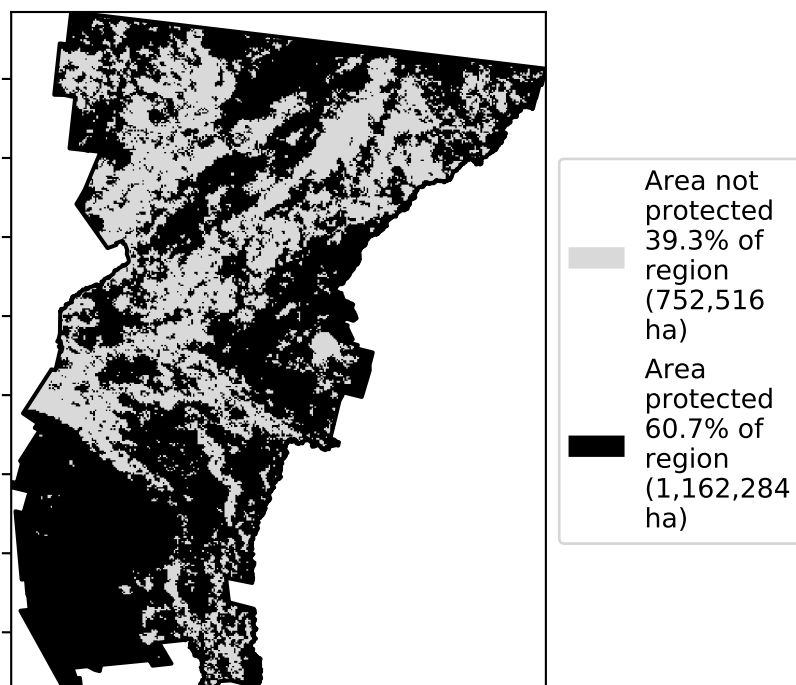 Area not
protected
39.3% of
region
(752,516
ha)
Area
protected
60.7% of
region
(1,162,284
ha)